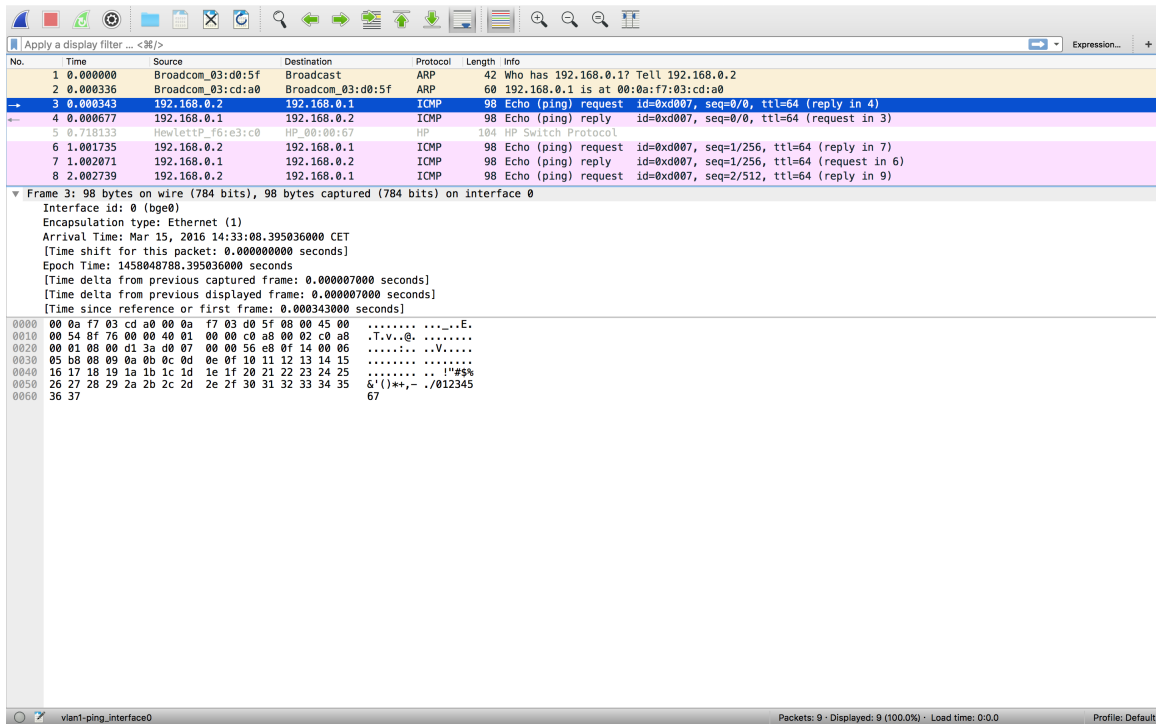 Apply a display filter ... <⌘/>
Expression... +
No. Time Source Destination Protocol Length Info
1 0.000000 Broadcom_03:d0:5f Broadcast ARP 42 Who has 192.168.0.1? Tell 192.168.0.2
2 0.000336 Broadcom_03:cd:a0 Broadcom_03:d0:5f ARP 60 192.168.0.1 is at 00:0a:f7:03:cd:a0
3 0.000343 192.168.0.2 192.168.0.1 ICMP 98 Echo (ping) request id=0xd007, seq=0/0, ttl=64 (reply in 4)
4 0.000677 192.168.0.1 192.168.0.2 ICMP 98 Echo (ping) reply id=0xd007, seq=0/0, ttl=64 (request in 3)
5 0.718133 HewlettP_f6:e3:c0 HP_00:00:67 HP 104 HP Switch Protocol
6 1.001735 192.168.0.2 192.168.0.1 ICMP 98 Echo (ping) request id=0xd007, seq=1/256, ttl=64 (reply in 7)
7 1.002071 192.168.0.1 192.168.0.2 ICMP 98 Echo (ping) reply id=0xd007, seq=1/256, ttl=64 (request in 6)
8 2.002739 192.168.0.2 192.168.0.1 ICMP 98 Echo (ping) request id=0xd007, seq=2/512, ttl=64 (reply in 9)
Frame 3: 98 bytes on wire (784 bits), 98 bytes captured (784 bits) on interface 0
Interface id: 0 (bge0)
Encapsulation type: Ethernet (1)
Arrival Time: Mar 15, 2016 14:33:08.395036000 CET
[Time shift for this packet: 0.000000000 seconds]
Epoch Time: 1458048788.395036000 seconds
[Time delta from previous captured frame: 0.000007000 seconds]
[Time delta from previous displayed frame: 0.000007000 seconds]
[Time since reference or first frame: 0.000343000 seconds]
0000 00 0a f7 03 cd a0 00 0a f7 03 d0 5f 08 00 45 00 ........ ..._..E.
0010 00 54 8f 76 00 00 40 01 00 00 c0 a8 00 02 c0 a8 .T.v..@. ........
0020 00 01 08 00 d1 3a d0 07 00 00 56 e8 0f 14 00 06 .....:.. ..V.....
0030 05 b8 08 09 0a 0b 0c 0d 0e 0f 10 11 12 13 14 15 ........ ........
0040 16 17 18 19 1a 1b 1c 1d 1e 1f 20 21 22 23 24 25 ........ .. !"#$%
0050 26 27 28 29 2a 2b 2c 2d 2e 2f 30 31 32 33 34 35 &'()*+,- ./012345
0060 36 37 67
vlan1-ping_interface0
Packets: 9 · Displayed: 9 (100.0%) · Load time: 0:0.0
Profile: Default